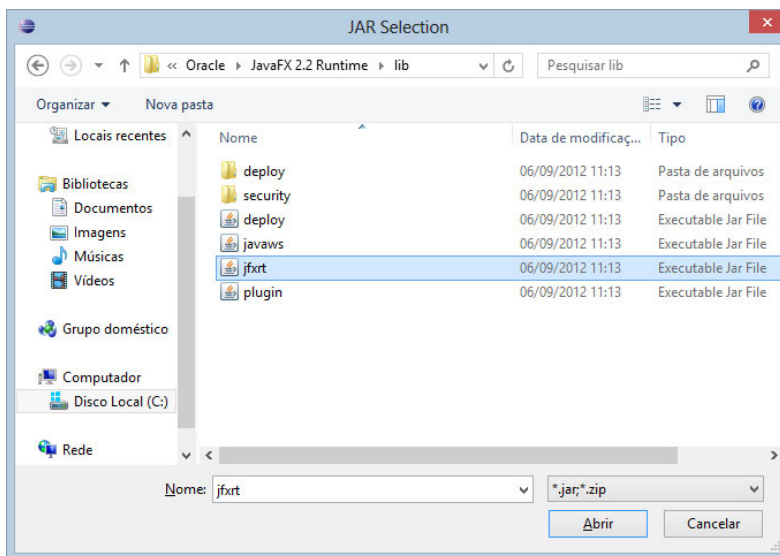 JAR Selection
« Oracle JavaFX 2.2 Runtime lib
Pesquisar lib
Organizar Nova pasta
Locais recentes
Bibliotecas
Documentos
Imagens
Músicas
Vídeos
Grupo doméstico
Computador
Disco Local (C:)
Rede
Nome Data de modificaç... Tipo
deploy 06/09/2012 11:13 Pasta de arquivos
security 06/09/2012 11:13 Pasta de arquivos
deploy 06/09/2012 11:13 Executable Jar File
javaws 06/09/2012 11:13 Executable Jar File
jfxrt 06/09/2012 11:13 Executable Jar File
plugin 06/09/2012 11:13 Executable Jar File
Nome: jfxrt *.jar;*.zip
Abrir Cancelar